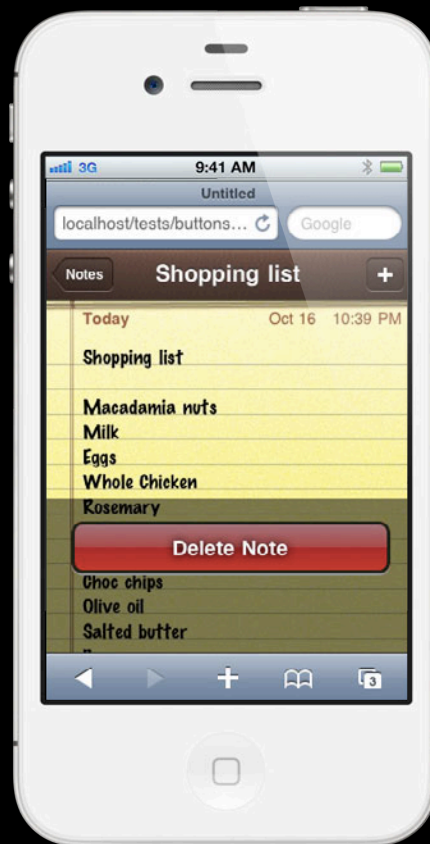 3G 9:41 AM
Untitled
localhost/tests/buttons... Google
Notes Shopping list +
Today Oct 16 10:39 PM
Shopping list
Macadamia nuts
Milk
Eggs
Whole Chicken
Rosemary
Delete Note
Choc chips
Olive oil
Salted butter
3